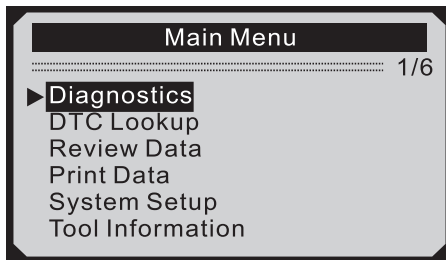 Main Menu
1/6
Diagnostics
DTC Lookup
Review Data
Print Data
System Setup
Tool Information